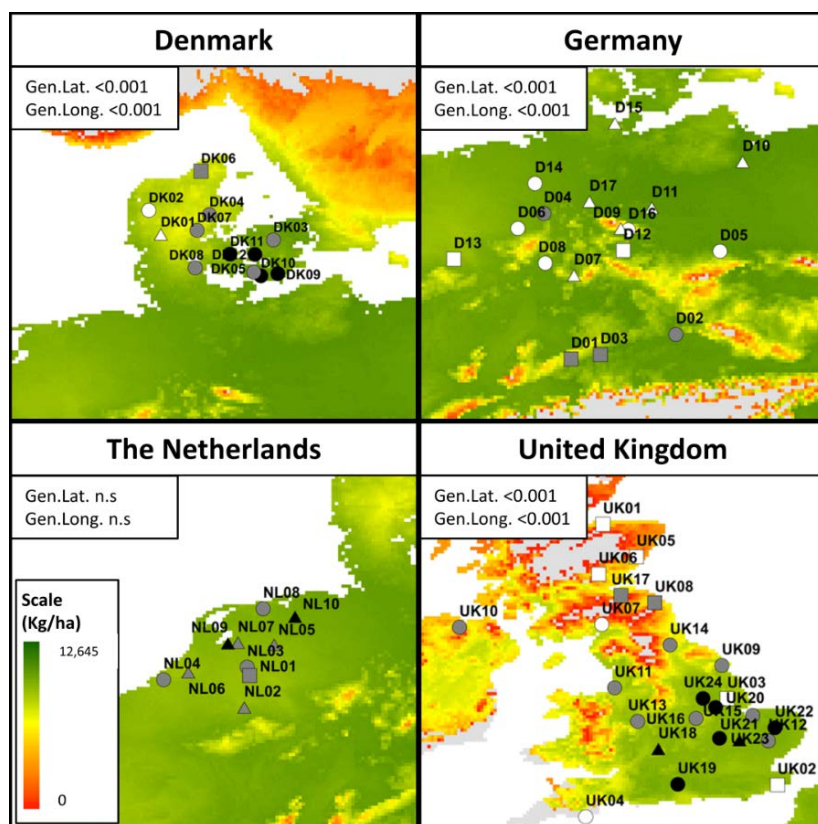 Denmark
Gen.Lat. <0.001
Gen.Long. <0.001
DK06
DK02
DK04
DK01
DK07
DK03
DK11
DK08
DK05
DK10
DK09
Germany
Gen.Lat. <0.001
Gen.Long. <0.001
D15
D10
D14
D17
D11
D04
D06
D09
D16
D13
D12
D05
D08
D07
D02
D01
D03
The Netherlands
Gen.Lat. n.s
Gen.Long. n.s
NL08
NL10
NL09
NL07
NL05
NL03
NL04
NL01
NL06
NL02
Scale
(Kg/ha)
12,645
0
United Kingdom
Gen.Lat. <0.001
Gen.Long. <0.001
UK01
UK05
UK06
UK17
UK08
UK10
UK07
UK14
UK09
UK11
UK24
UK03
UK20
UK13
UK16
UK15
UK22
UK12
UK21
UK18
UK23
UK19
UK02
UK04